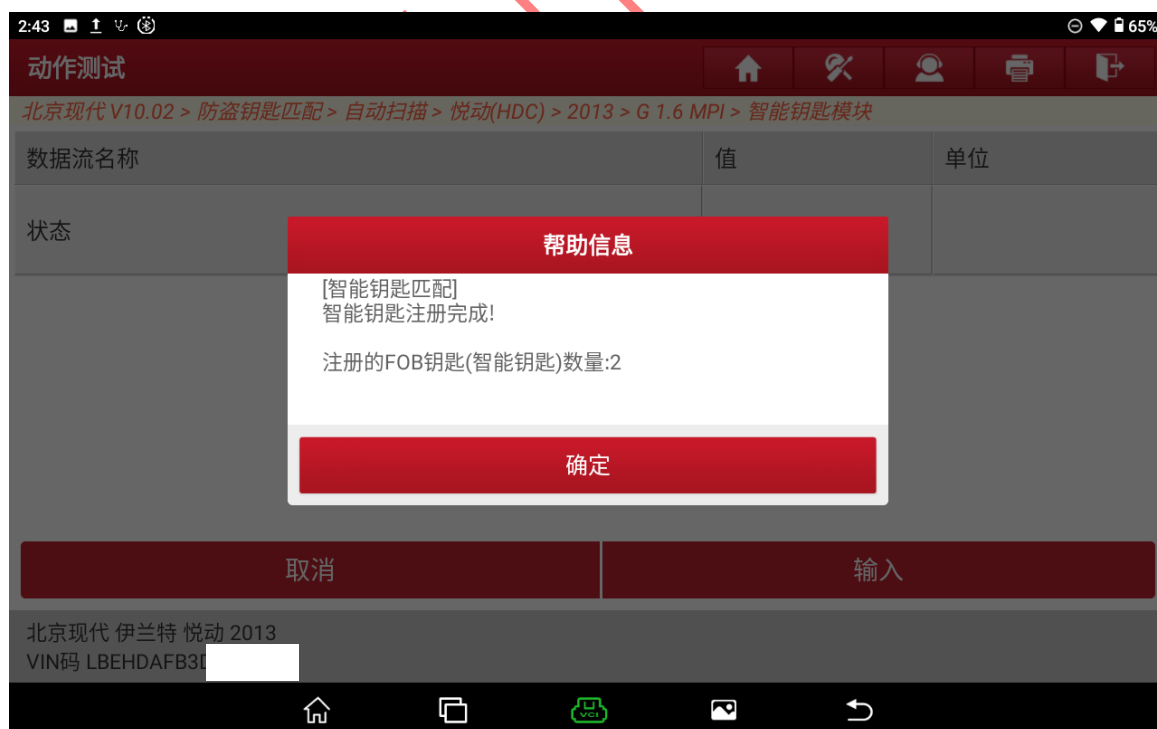 2:43
65%
动作测试
北京现代 V10.02 > 防盗钥匙匹配 > 自动扫描 > 悦动(HDC) > 2013 > G 1.6 MPI > 智能钥匙模块
数据流名称 值 单位
状态
帮助信息
[智能钥匙匹配]
智能钥匙注册完成!
注册的FOB钥匙(智能钥匙)数量:2
确定
取消 输入
北京现代 伊兰特 悦动 2013
VIN码 LBEHDAFB3
VCI